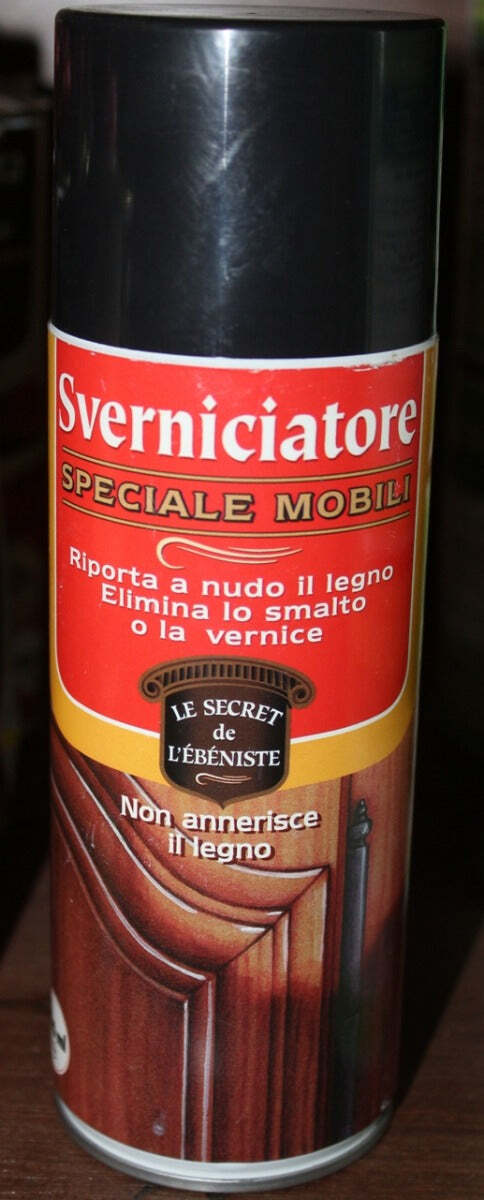 Sverniciatore
SPECIALE MOBILI
Riporta a nudo il legno
Elimina lo smalto
o la vernice
LE SECRET
de
L'ÉBÉNISTE
Non annerisce
il legno